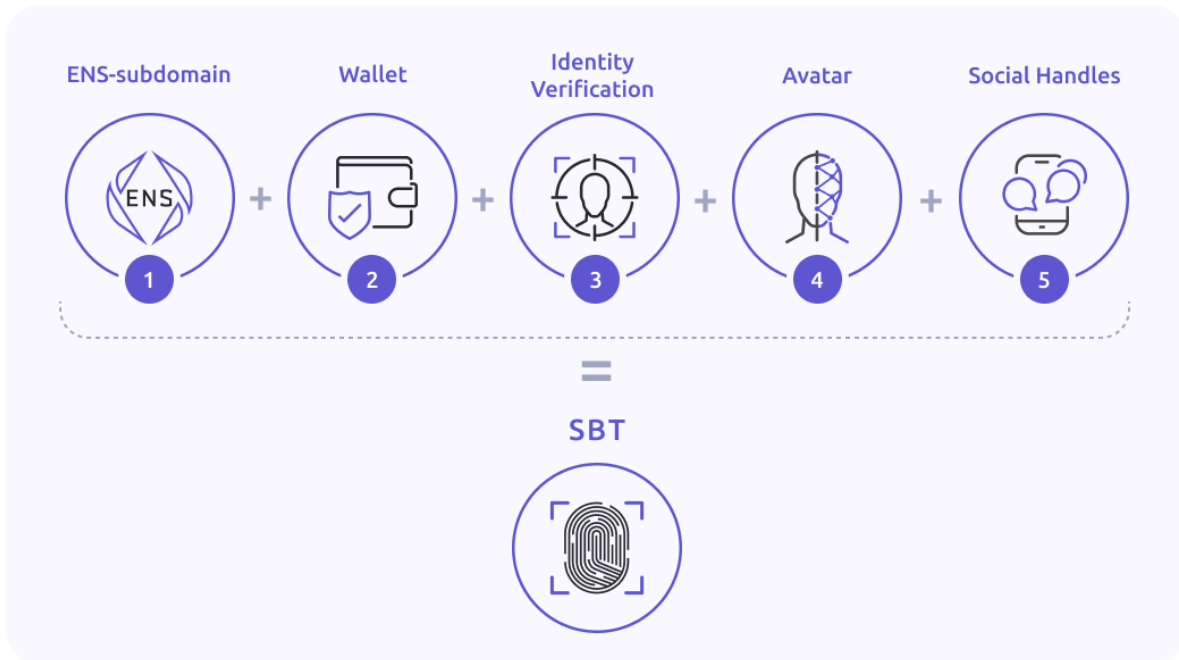 ENS-subdomain
Wallet
Identity
Verification
Avatar
Social Handles
ENS
+
+
+
+
1
2
3
4
5
=
SBT